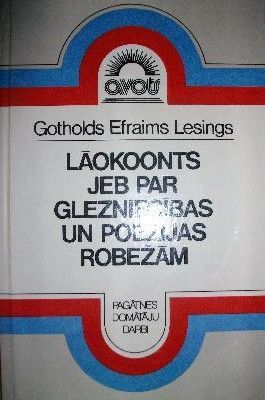 avots
Gotholds Efraims Lesings
LĀOKOONTS
JEB PAR
GLEZNIECĪBAS
UN POĒZIJAS
ROBEŽĀM
PAGĀTNES
DOMĀTĀJU
DARBI